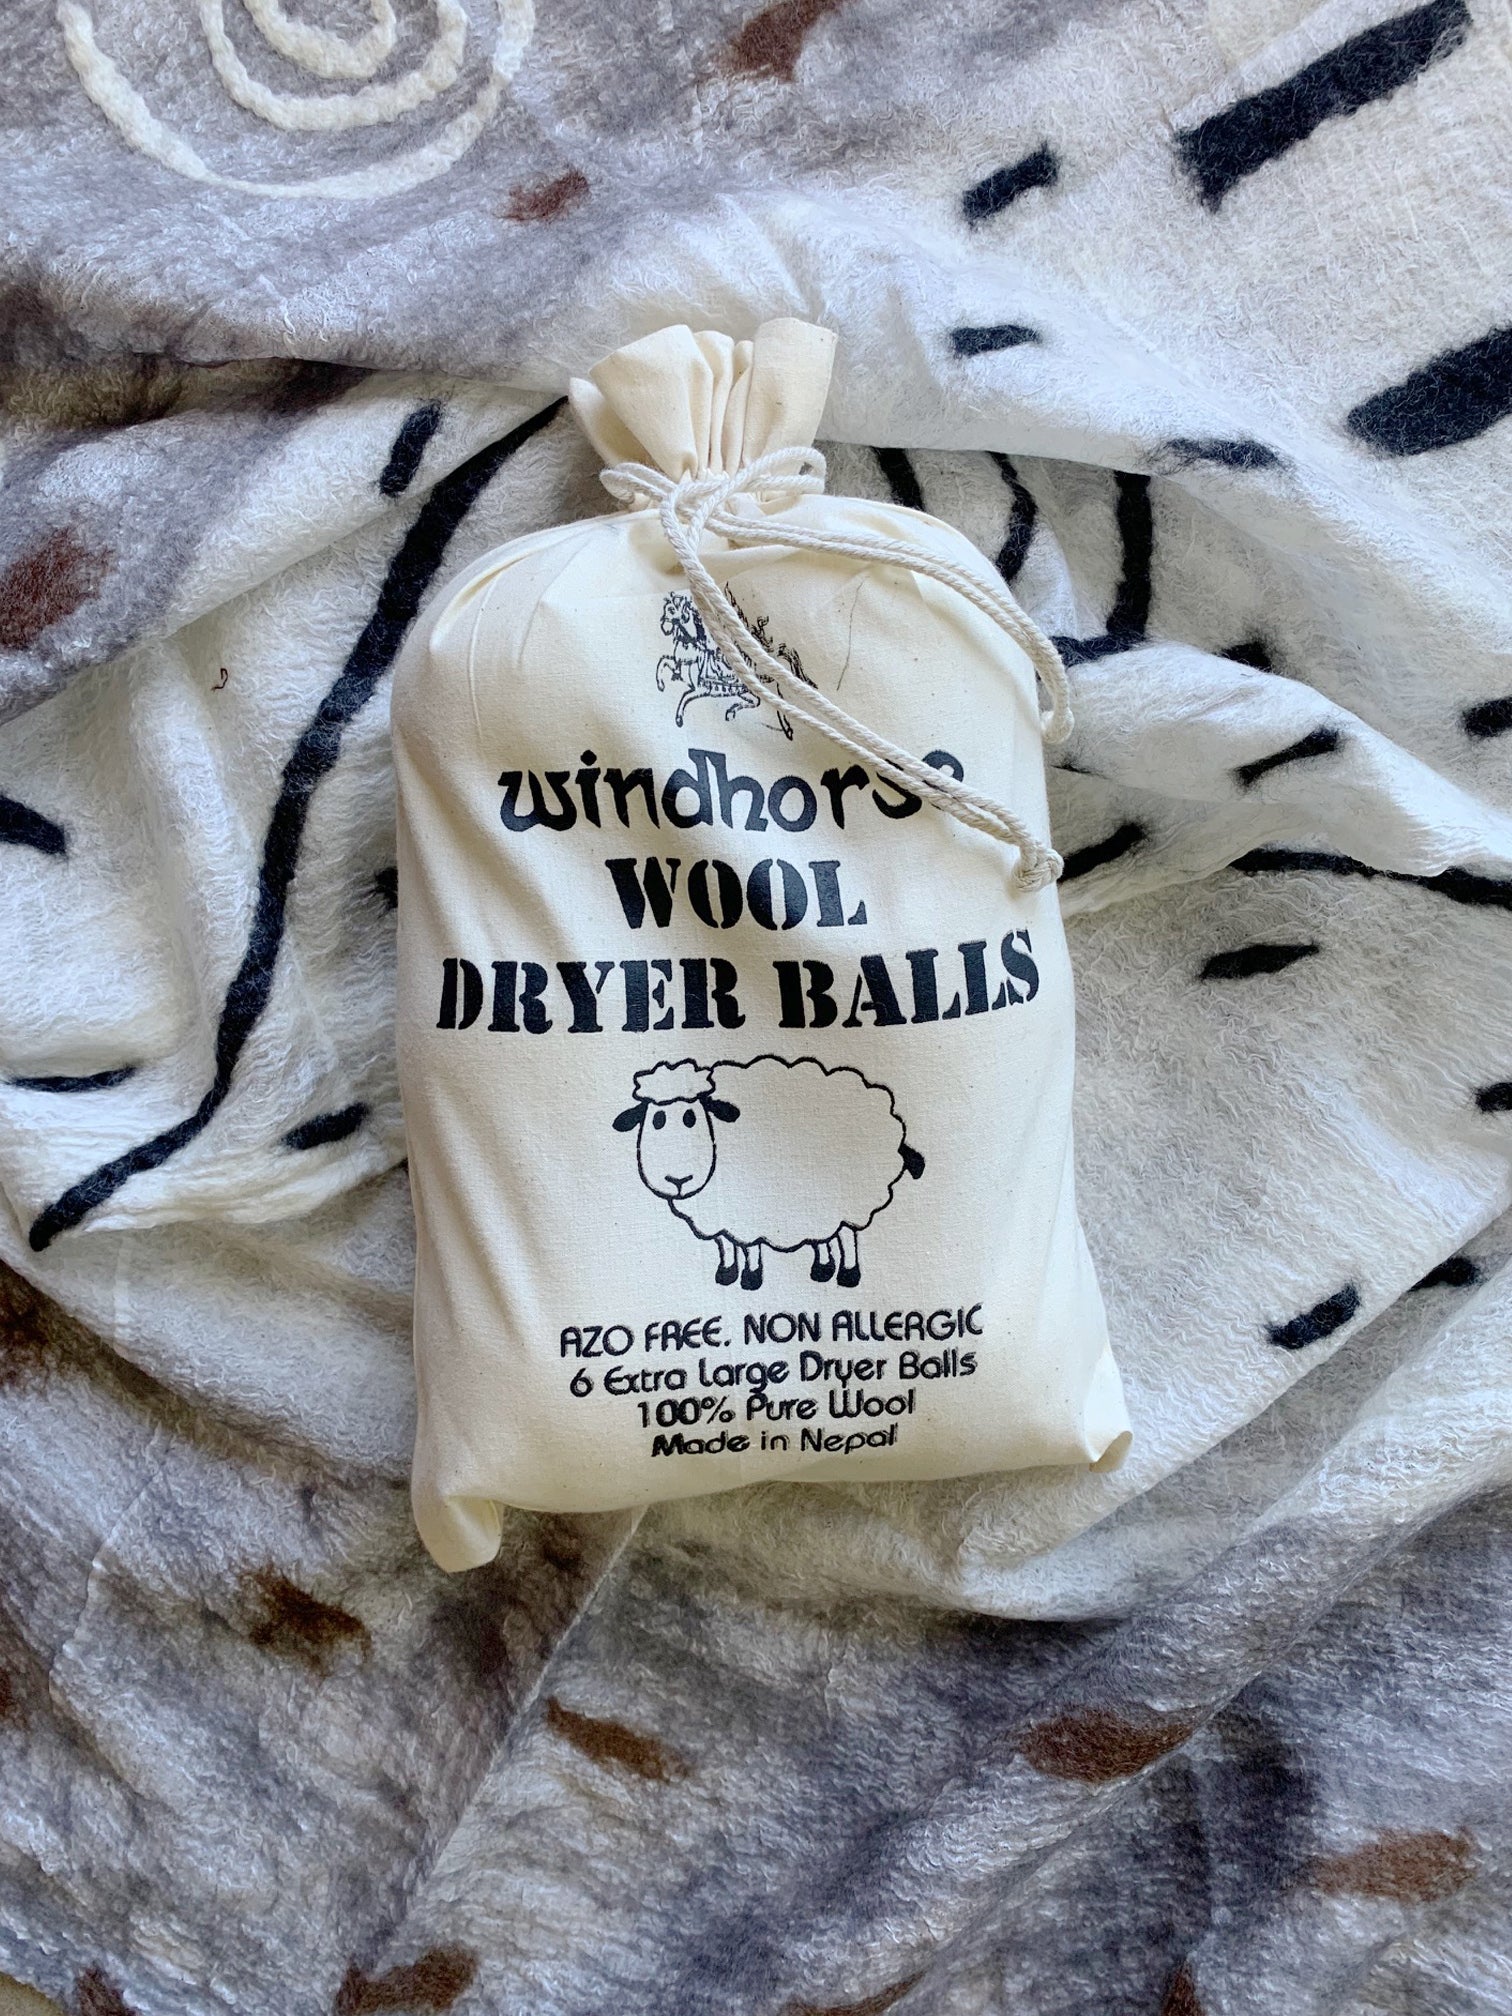 windhorse
WOOL
DRYER BALLS
AZO FREE. NON ALLERGIC
6 Extra Large Dryer Balls
100% Pure Wool
Made in Nepal